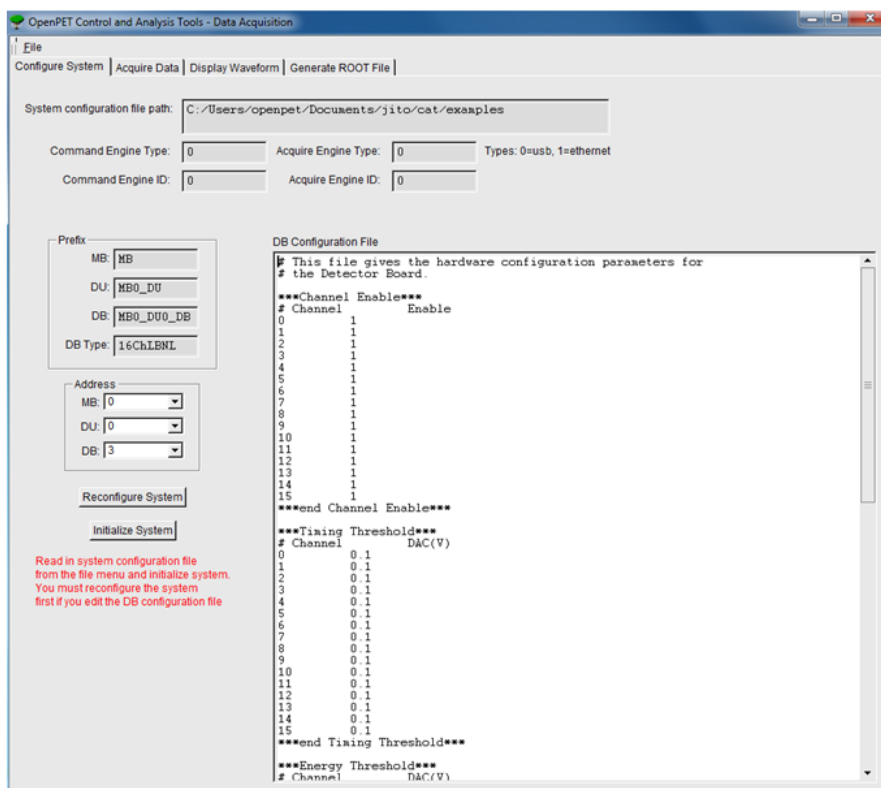 OpenPET Control and Analysis Tools - Data Acquisition
File
Configure System Acquire Data Display Waveform Generate ROOT File
System configuration file path: C:/Users/openpet/Documents/jito/cat/examples
Command Engine Type: 0 Acquire Engine Type: 0 Types: 0=usb, 1=ethernet
Command Engine ID: 0 Acquire Engine ID: 0
Prefix
MB: MB
DU: MB0_DU
DB: MB0_DU0_DB
DB Type: 16ChLBNL
Address
MB: 0
DU: 0
DB: 3
Reconfigure System
Initialize System
Read in system configuration file
from the file menu and initialize system.
You must reconfigure the system
first if you edit the DB configuration file
DB Configuration File
# This file gives the hardware configuration parameters for
# the Detector Board.
***Channel Enable***
# Channel Enable
0 1
1 1
2 1
3 1
4 1
5 1
6 1
7 1
8 1
9 1
10 1
11 1
12 1
13 1
14 1
15 1
***end Channel Enable***
***Timing Threshold***
# Channel DAC(V)
0 0.1
1 0.1
2 0.1
3 0.1
4 0.1
5 0.1
6 0.1
7 0.1
8 0.1
9 0.1
10 0.1
11 0.1
12 0.1
13 0.1
14 0.1
15 0.1
***end Timing Threshold***
***Energy Threshold***
# Channel DAC(V)